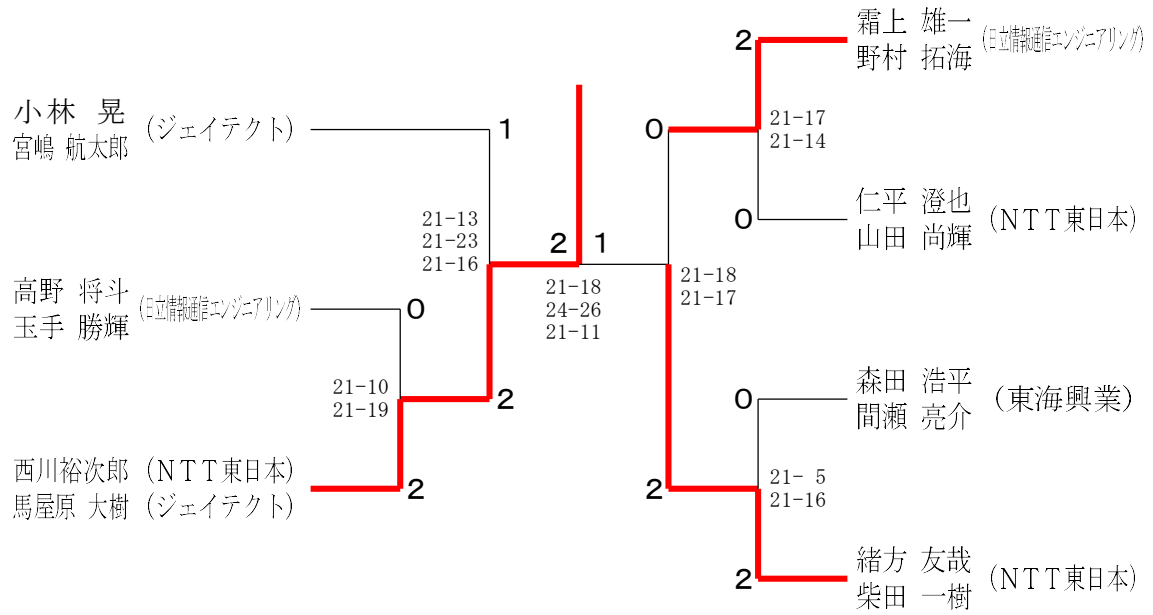 霜上 雄一 (日立情報通信エンジニアリング)
野村 拓海
2
小林 晃 (ジェイテクト)
宮嶋 航太郎
1
0
21-17
21-14
仁平 澄也 (NTT東日本)
山田 尚輝
0
21-13
21-23
21-16
2 1
21-18
24-26
21-11
21-18
21-17
高野 将斗 (日立情報通信エンジニアリング)
玉手 勝輝
0
21-10
21-19
2
森田 浩平 (東海興業)
間瀬 亮介
0
西川裕次郎 (NTT東日本)
馬屋原 大樹 (ジェイテクト)
2
2
21- 5
21-16
緒方 友哉 (NTT東日本)
柴田 一樹
2